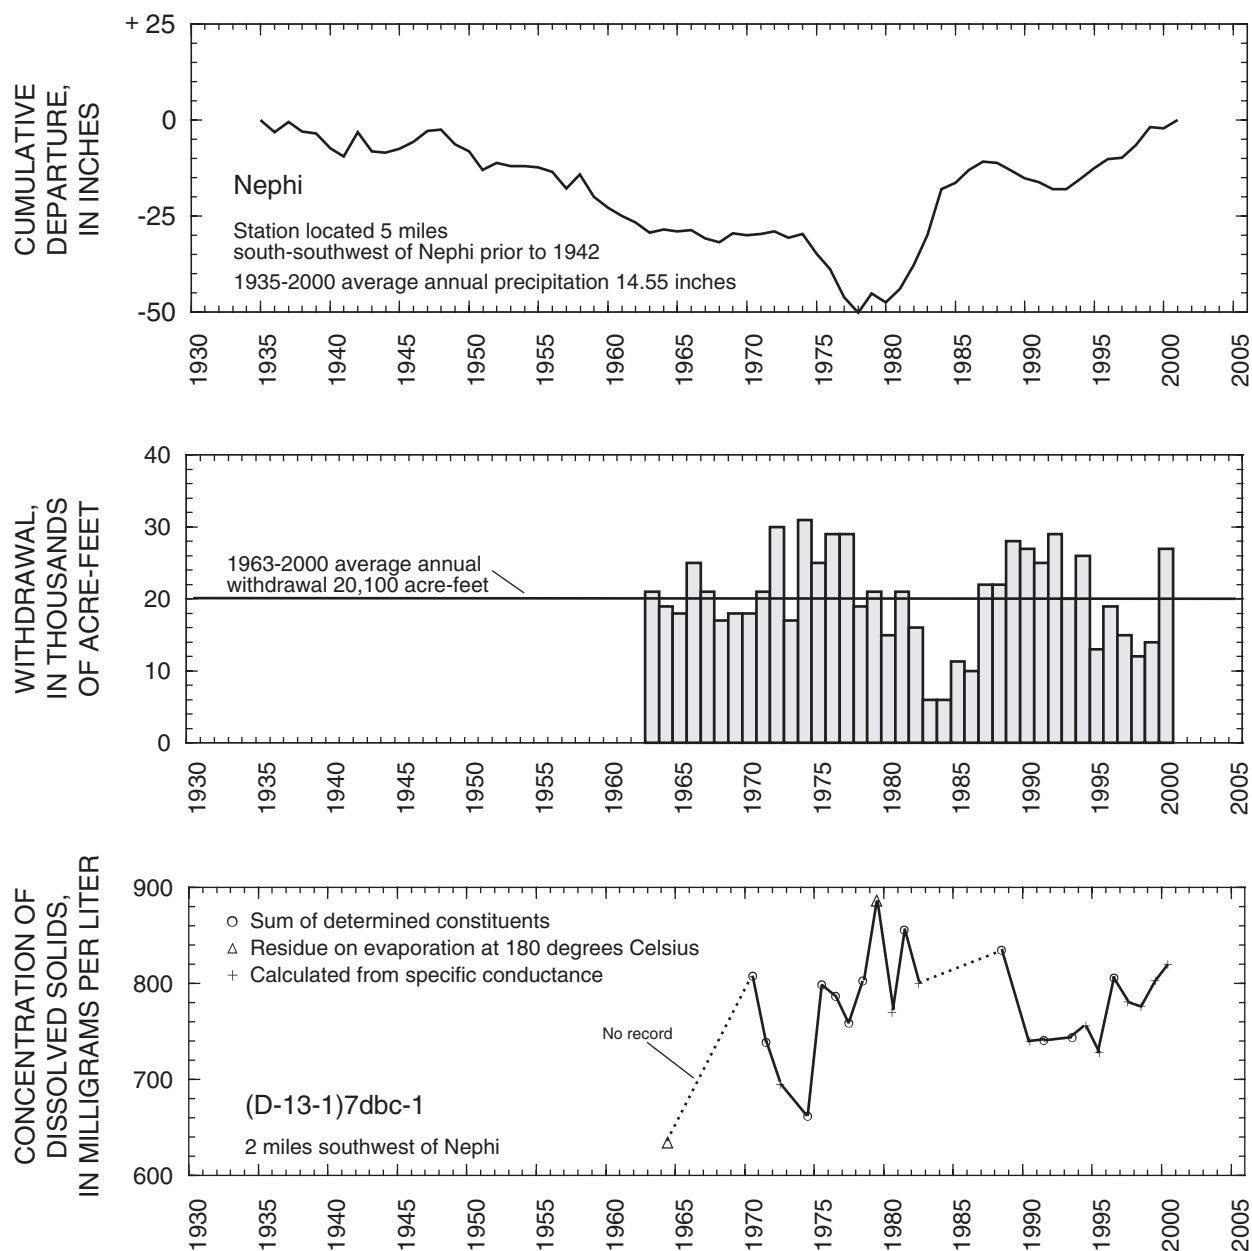 CUMULATIVE
DEPARTURE,
IN INCHES
+ 25
0
-25
-50
Nephi
Station located 5 miles
south-southwest of Nephi prior to 1942
1935-2000 average annual precipitation 14.55 inches
1930 1935 1940 1945 1950 1955 1960 1965 1970 1975 1980 1985 1990 1995 2000 2005
WITHDRAWAL,
IN THOUSANDS
OF ACRE-FEET
40
30
20
10
0
1963-2000 average annual
withdrawal 20,100 acre-feet
1930 1935 1940 1945 1950 1955 1960 1965 1970 1975 1980 1985 1990 1995 2000 2005
CONCENTRATION OF
DISSOLVED SOLIDS,
IN MILLIGRAMS PER LITER
900
800
700
600
Sum of determined constituents
Residue on evaporation at 180 degrees Celsius
Calculated from specific conductance
No record
(D-13-1)7dbc-1
2 miles southwest of Nephi
1930 1935 1940 1945 1950 1955 1960 1965 1970 1975 1980 1985 1990 1995 2000 2005